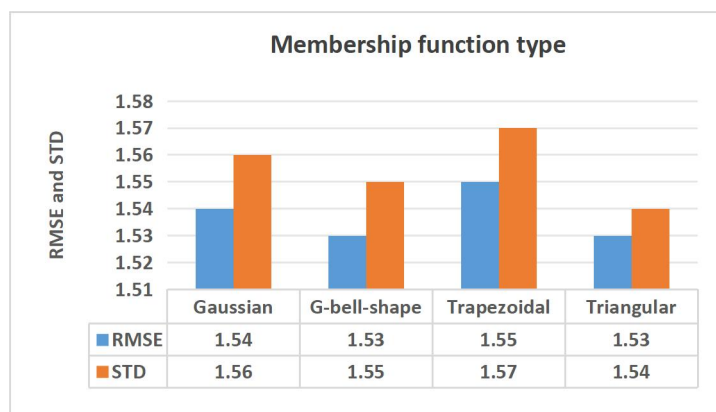 Membership function type
RMSE and STD
1.58
1.57
1.56
1.55
1.54
1.53
1.52
1.51
Gaussian G-bell-shape Trapezoidal Triangular
RMSE 1.54 1.53 1.55 1.53
STD 1.56 1.55 1.57 1.54